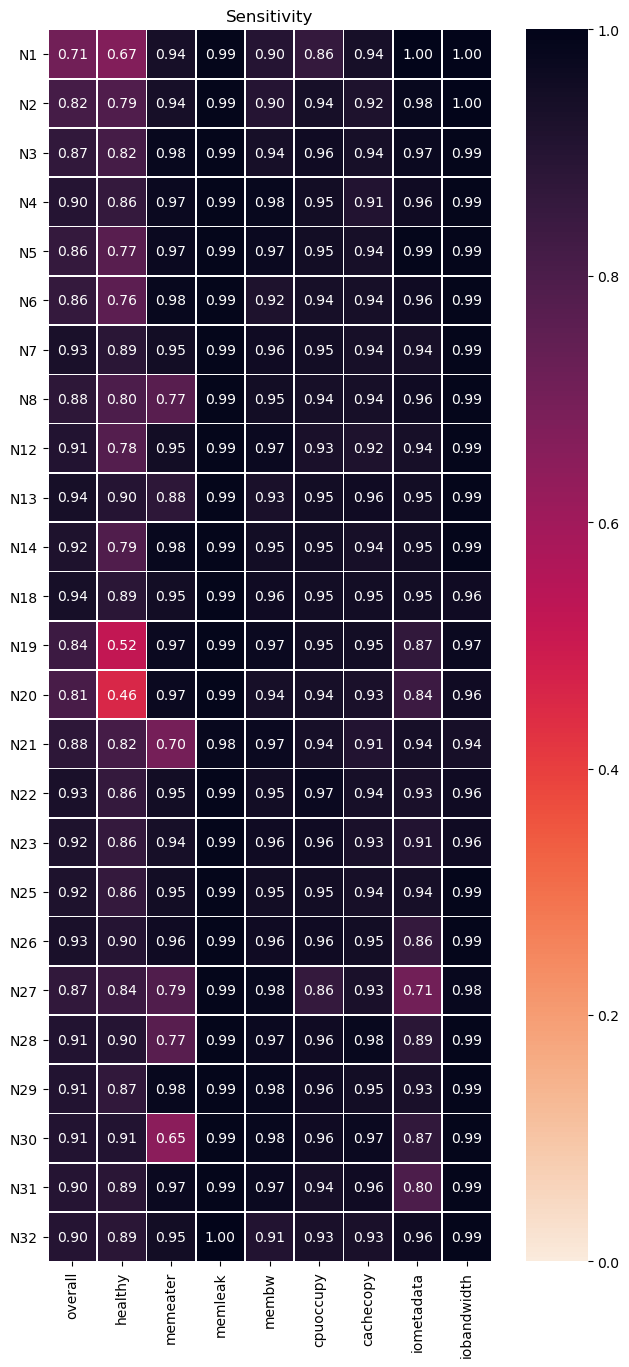 Sensitivity
N1 0.71 0.67 0.94 0.99 0.90 0.86 0.94 1.00 1.00
N2 0.82 0.79 0.94 0.99 0.90 0.94 0.92 0.98 1.00
N3 0.87 0.82 0.98 0.99 0.94 0.96 0.94 0.97 0.99
N4 0.90 0.86 0.97 0.99 0.98 0.95 0.91 0.96 0.99
N5 0.86 0.77 0.97 0.99 0.97 0.95 0.94 0.99 0.99
N6 0.86 0.76 0.98 0.99 0.92 0.94 0.94 0.96 0.99
N7 0.93 0.89 0.95 0.99 0.96 0.95 0.94 0.94 0.99
N8 0.88 0.80 0.77 0.99 0.95 0.94 0.94 0.96 0.99
N12 0.91 0.78 0.95 0.99 0.97 0.93 0.92 0.94 0.99
N13 0.94 0.90 0.88 0.99 0.93 0.95 0.96 0.95 0.99
N14 0.92 0.79 0.98 0.99 0.95 0.95 0.94 0.95 0.99
N18 0.94 0.89 0.95 0.99 0.96 0.95 0.95 0.95 0.96
N19 0.84 0.52 0.97 0.99 0.97 0.95 0.95 0.87 0.97
N20 0.81 0.46 0.97 0.99 0.94 0.94 0.93 0.84 0.96
N21 0.88 0.82 0.70 0.98 0.97 0.94 0.91 0.94 0.94
N22 0.93 0.86 0.95 0.99 0.95 0.97 0.94 0.93 0.96
N23 0.92 0.86 0.94 0.99 0.96 0.96 0.93 0.91 0.96
N25 0.92 0.86 0.95 0.99 0.95 0.95 0.94 0.94 0.99
N26 0.93 0.90 0.96 0.99 0.96 0.96 0.95 0.86 0.99
N27 0.87 0.84 0.79 0.99 0.98 0.86 0.93 0.71 0.98
N28 0.91 0.90 0.77 0.99 0.97 0.96 0.98 0.89 0.99
N29 0.91 0.87 0.98 0.99 0.98 0.96 0.95 0.93 0.99
N30 0.91 0.91 0.65 0.99 0.98 0.96 0.97 0.87 0.99
N31 0.90 0.89 0.97 0.99 0.97 0.94 0.96 0.80 0.99
N32 0.90 0.89 0.95 1.00 0.91 0.93 0.93 0.96 0.99
overall
healthy
memeater
memleak
membw
cpuoccupy
cachecopy
iometadata
iobandwidth
1.0
0.8
0.6
0.4
0.2
0.0